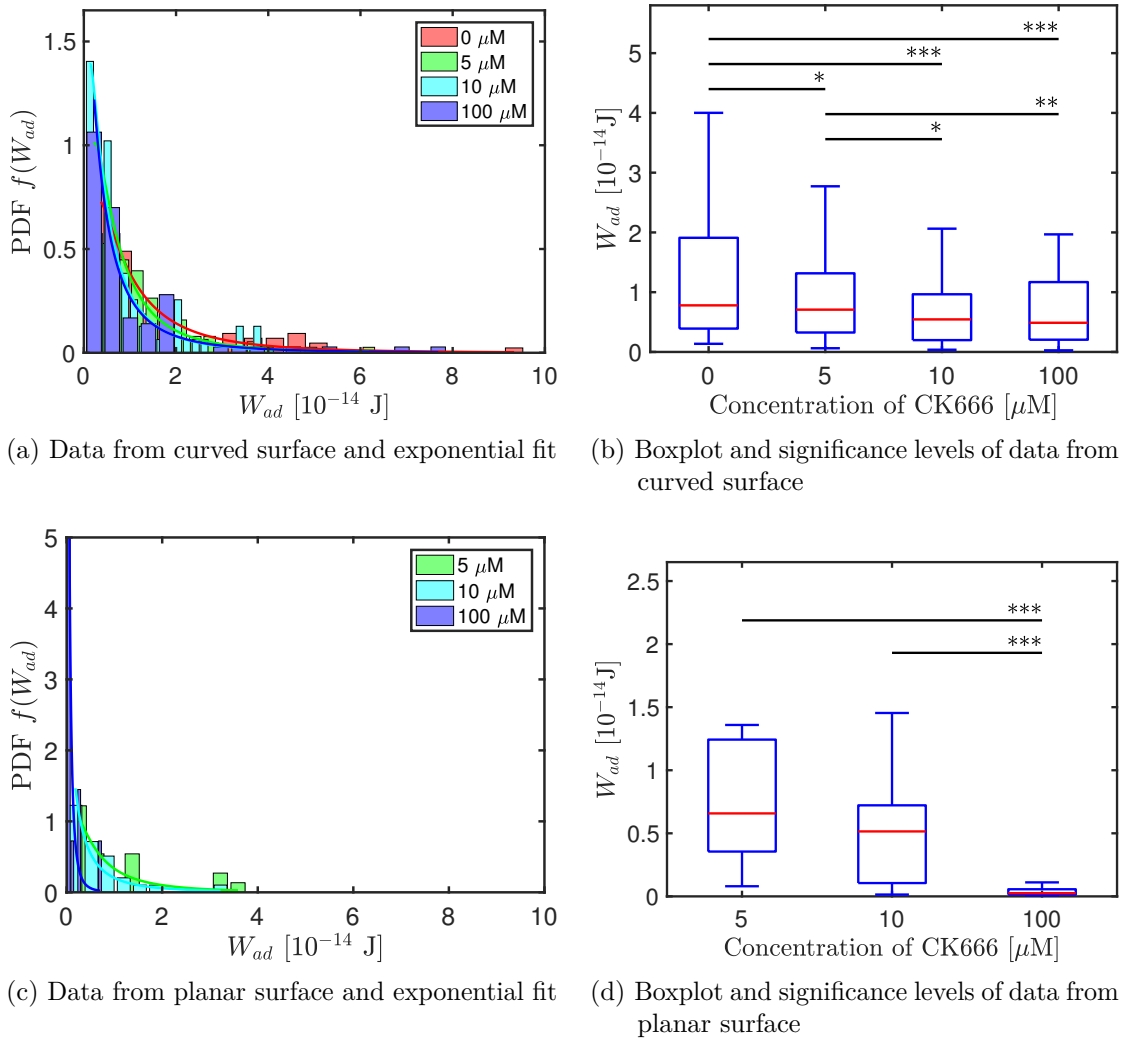 0 μM
5 μM
10 μM
100 μM
1.5
1
0.5
0
0 2 4 6 8 10
PDF f(W_ad)
W_ad [10^−14 J]
(a) Data from curved surface and exponential fit
***
***
*
**
*
5
4
3
2
1
0
0 5 10 100
W_ad [10^−14 J]
Concentration of CK666 [μM]
(b) Boxplot and significance levels of data from
curved surface
5 μM
10 μM
100 μM
5
4
3
2
1
0
0 2 4 6 8 10
PDF f(W_ad)
W_ad [10^−14 J]
(c) Data from planar surface and exponential fit
***
***
2.5
2
1.5
1
0.5
0
5 10 100
W_ad [10^−14 J]
Concentration of CK666 [μM]
(d) Boxplot and significance levels of data from
planar surface